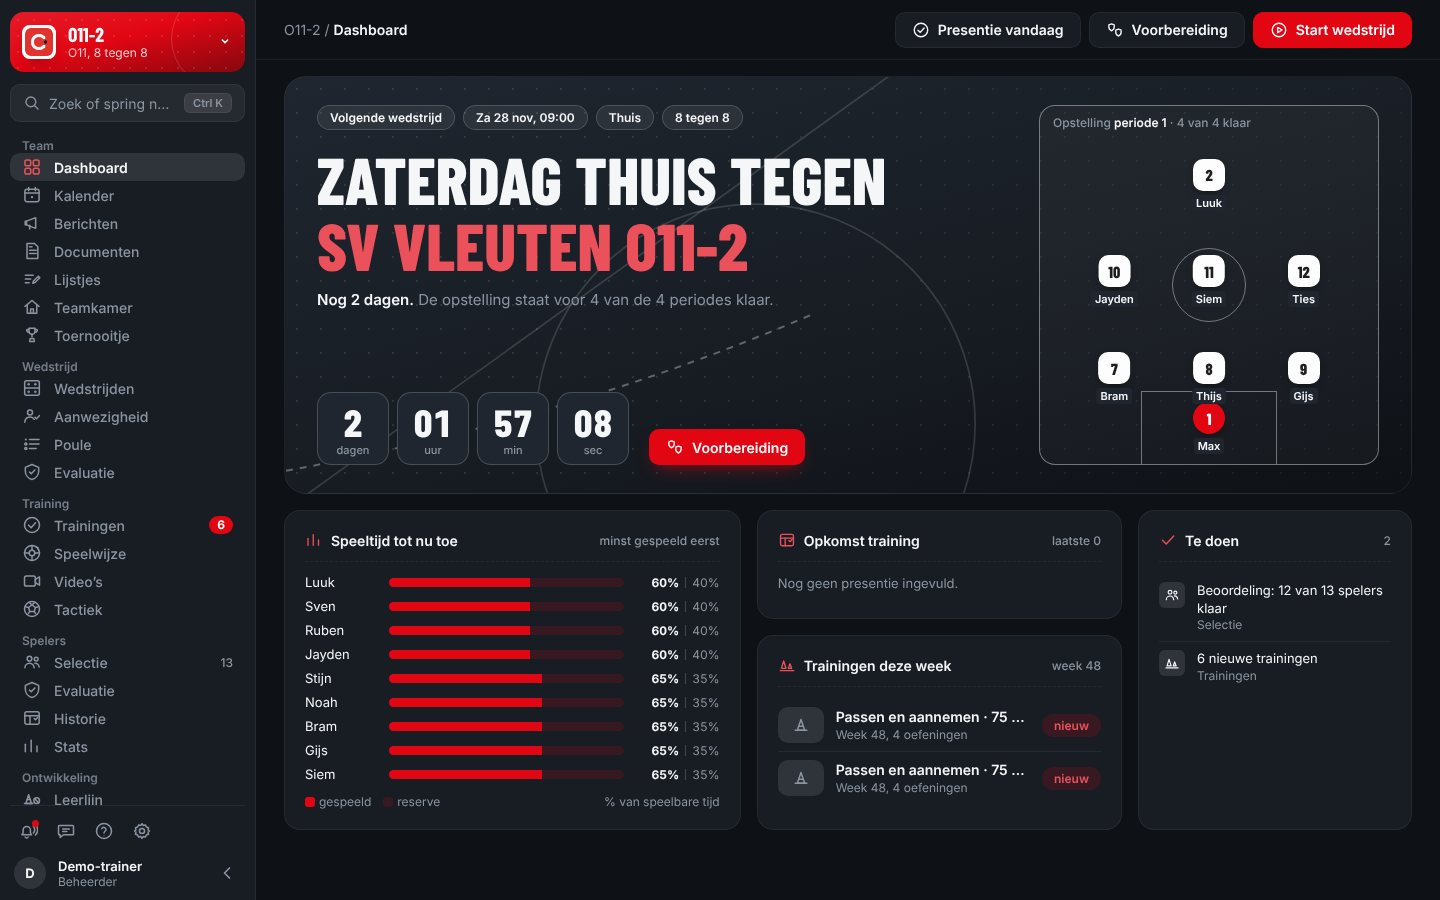 O11-2
O11, 8 tegen 8
Zoek of spring n...
Ctrl K
Team
Dashboard
Kalender
Berichten
Documenten
Lijstjes
Teamkamer
Toernooitje
Wedstrijd
Wedstrijden
Aanwezigheid
Poule
Evaluatie
Training
Trainingen
6
Speelwijze
Video's
Tactiek
Spelers
Selectie
13
Evaluatie
Historie
Stats
Ontwikkeling
Leerlijn
D
Demo-trainer
Beheerder
O11-2 / Dashboard
Presentie vandaag
Voorbereiding
Start wedstrijd
Volgende wedstrijd
Za 28 nov, 09:00
Thuis
8 tegen 8
ZATERDAG THUIS TEGEN
SV VLEUTEN O11-2
Nog 2 dagen. De opstelling staat voor 4 van de 4 periodes klaar.
2
dagen
01
uur
57
min
08
sec
Voorbereiding
Opstelling periode 1 · 4 van 4 klaar
2
Luuk
10
Jayden
11
Siem
12
Ties
7
Bram
8
Thijs
9
Gijs
1
Max
Speeltijd tot nu toe
minst gespeeld eerst
Luuk 60% | 40%
Sven 60% | 40%
Ruben 60% | 40%
Jayden 60% | 40%
Stijn 65% | 35%
Noah 65% | 35%
Bram 65% | 35%
Gijs 65% | 35%
Siem 65% | 35%
gespeeld
reserve
% van speelbare tijd
Opkomst training
laatste 0
Nog geen presentie ingevuld.
Trainingen deze week
week 48
Passen en aannemen · 75 ...
Week 48, 4 oefeningen
nieuw
Passen en aannemen · 75 ...
Week 48, 4 oefeningen
nieuw
Te doen
2
Beoordeling: 12 van 13 spelers
klaar
Selectie
6 nieuwe trainingen
Trainingen